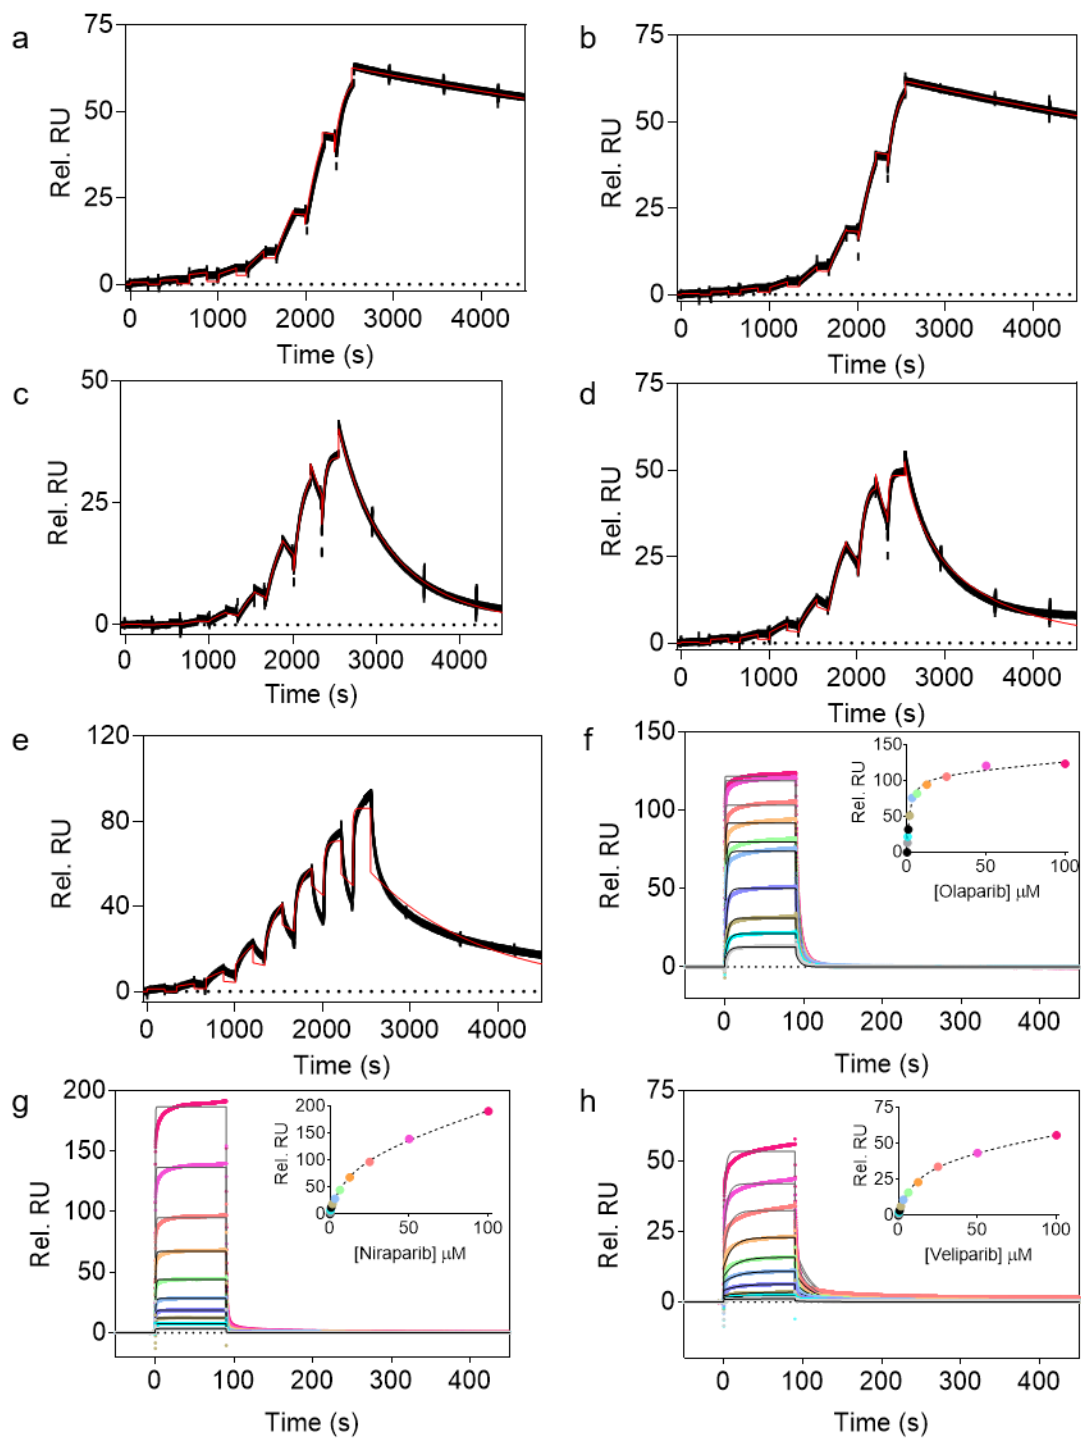 a
75
50
25
0
Rel. RU
0 1000 2000 3000 4000
Time (s)
b
75
50
25
0
Rel. RU
0 1000 2000 3000 4000
Time (s)
c
50
25
0
Rel. RU
0 1000 2000 3000 4000
Time (s)
d
75
50
25
0
Rel. RU
0 1000 2000 3000 4000
Time (s)
e
120
80
40
0
Rel. RU
0 1000 2000 3000 4000
Time (s)
f
150
100
50
0
Rel. RU
0 100 200 300 400
Time (s)
150
100
50
0
Rel. RU
0 50 100
[Olaparib] μM
g
200
150
100
50
0
Rel. RU
0 100 200 300 400
Time (s)
200
150
100
50
0
Rel. RU
0 50 100
[Niraparib] μM
h
75
50
25
0
Rel. RU
0 100 200 300 400
Time (s)
75
50
25
0
Rel. RU
0 50 100
[Veliparib] μM